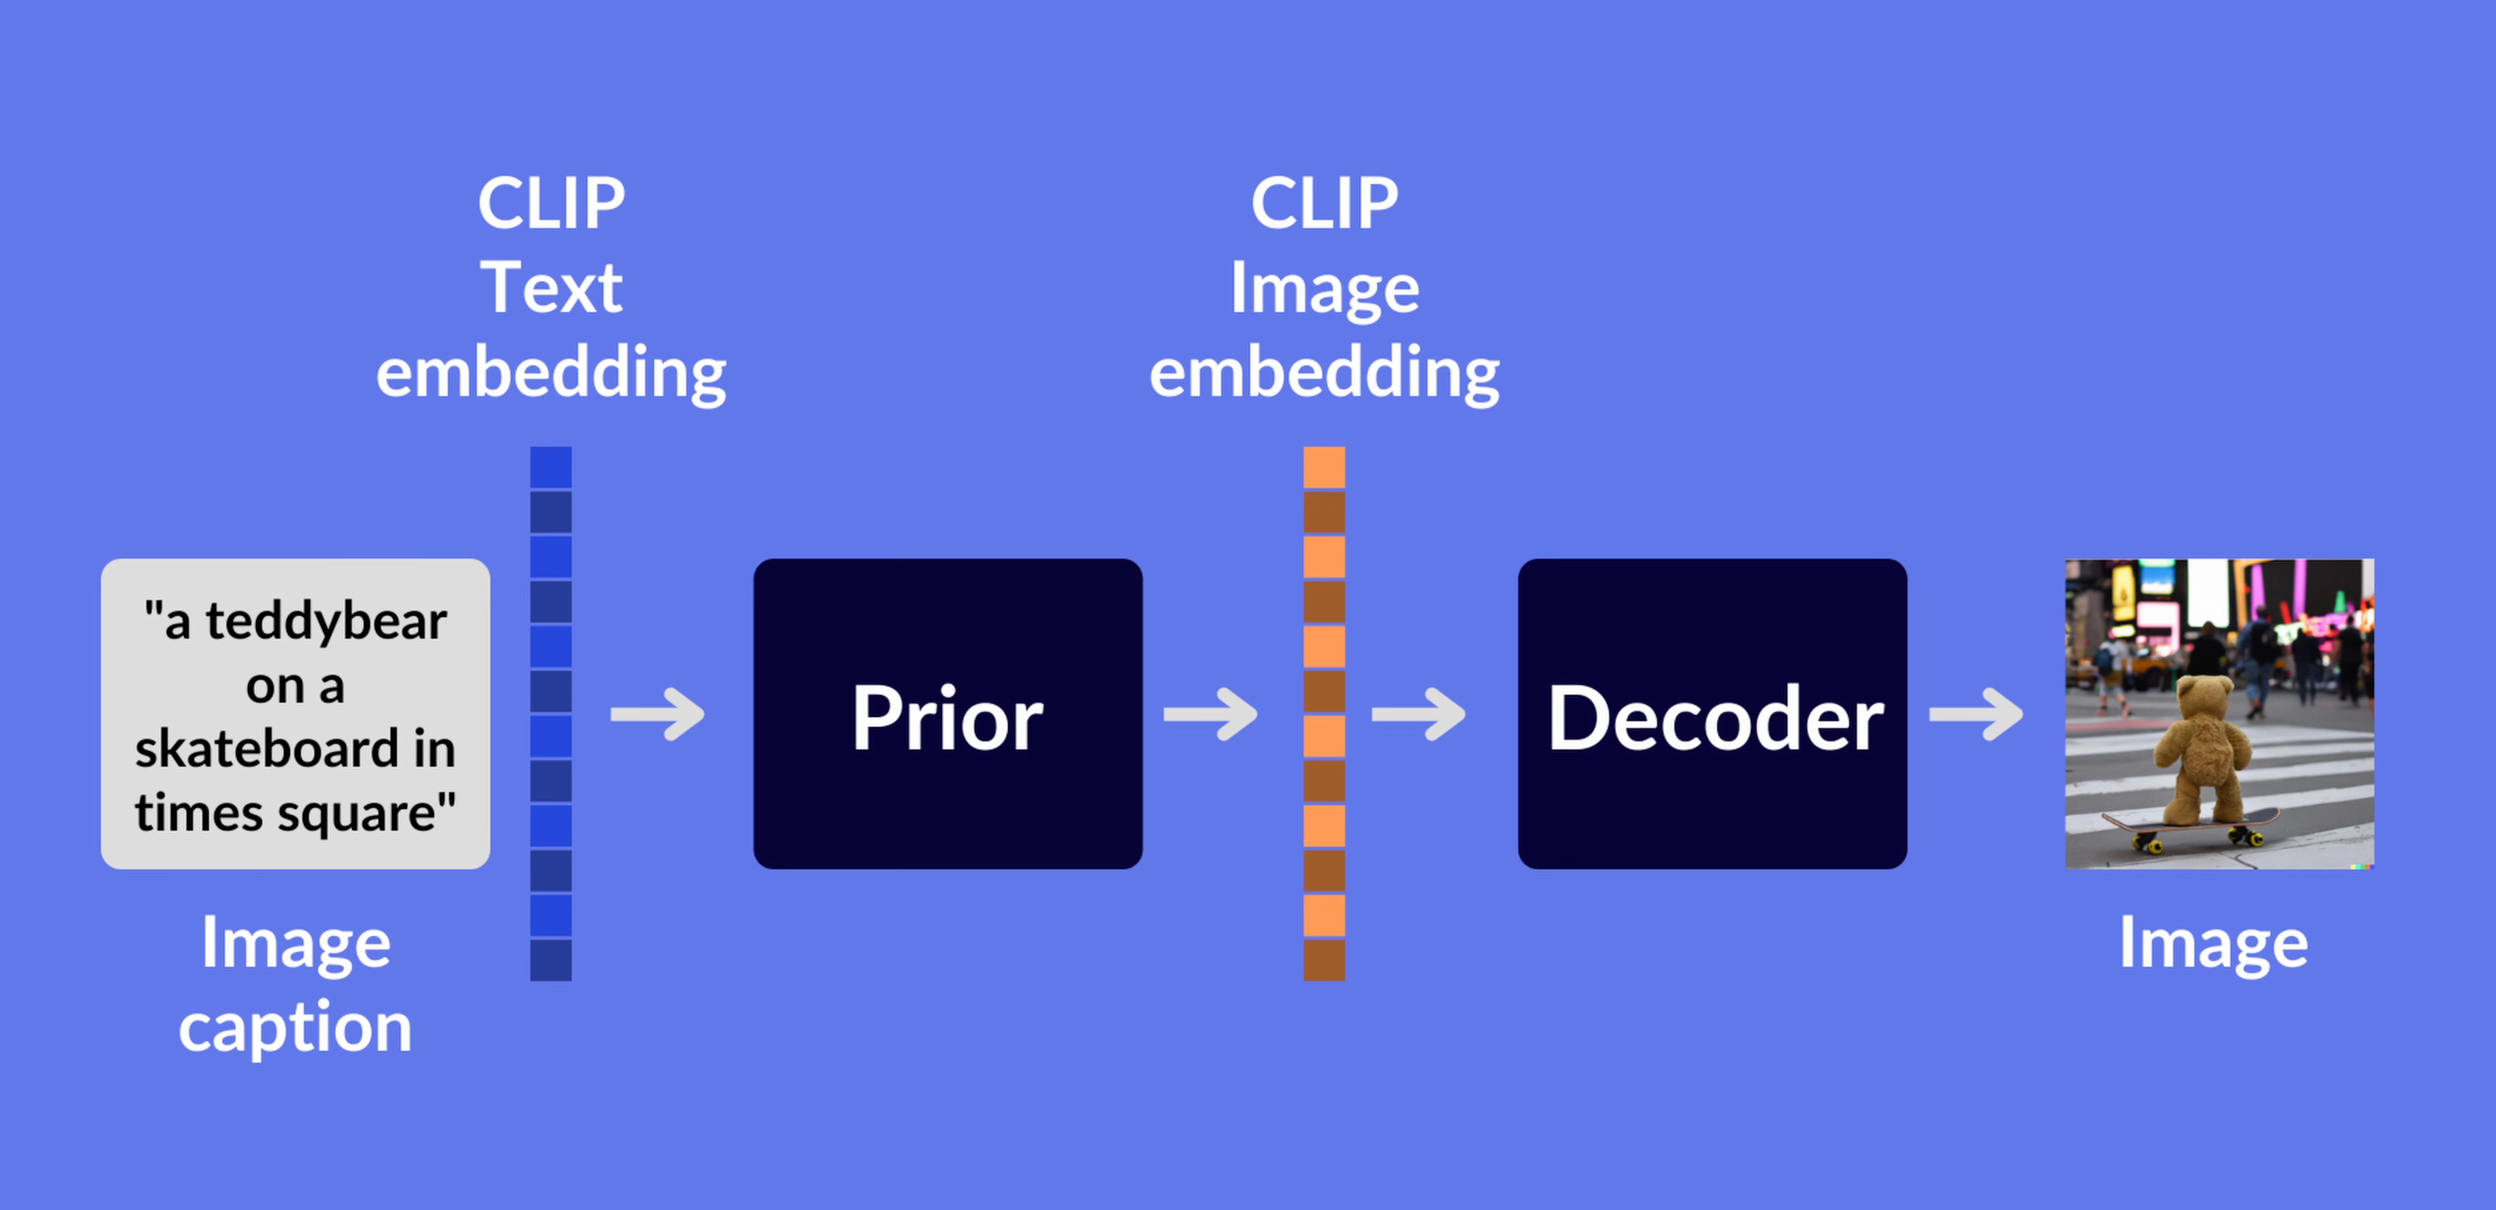 CLIP
Text
embedding
CLIP
Image
embedding
"a teddybear
on a
skateboard in
times square"
Prior
Decoder
Image
caption
Image